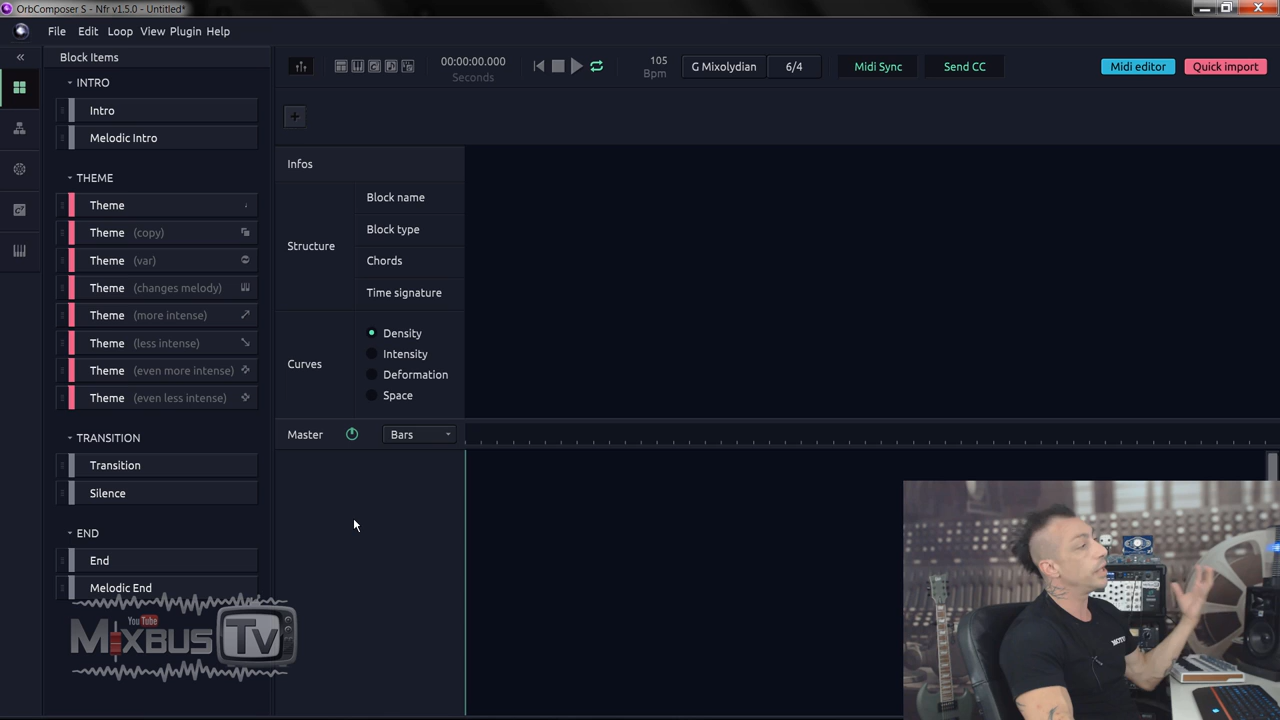 OrbComposer S - Nfr v1.5.0 - Untitled*
File Edit Loop View Plugin Help
Block Items
INTRO
Intro
Melodic Intro
THEME
Theme
Theme (copy)
Theme (var)
Theme (changes melody)
Theme (more intense)
Theme (less intense)
Theme (even more intense)
Theme (even less intense)
TRANSITION
Transition
Silence
END
End
Melodic End
00:00:00.000
Seconds
105
Bpm
G Mixolydian
6/4
Midi Sync
Send CC
Midi editor
Quick import
+
Infos
Structure
Block name
Block type
Chords
Time signature
Curves
Density
Intensity
Deformation
Space
Master
Bars
You Tube
MIXBUS TV